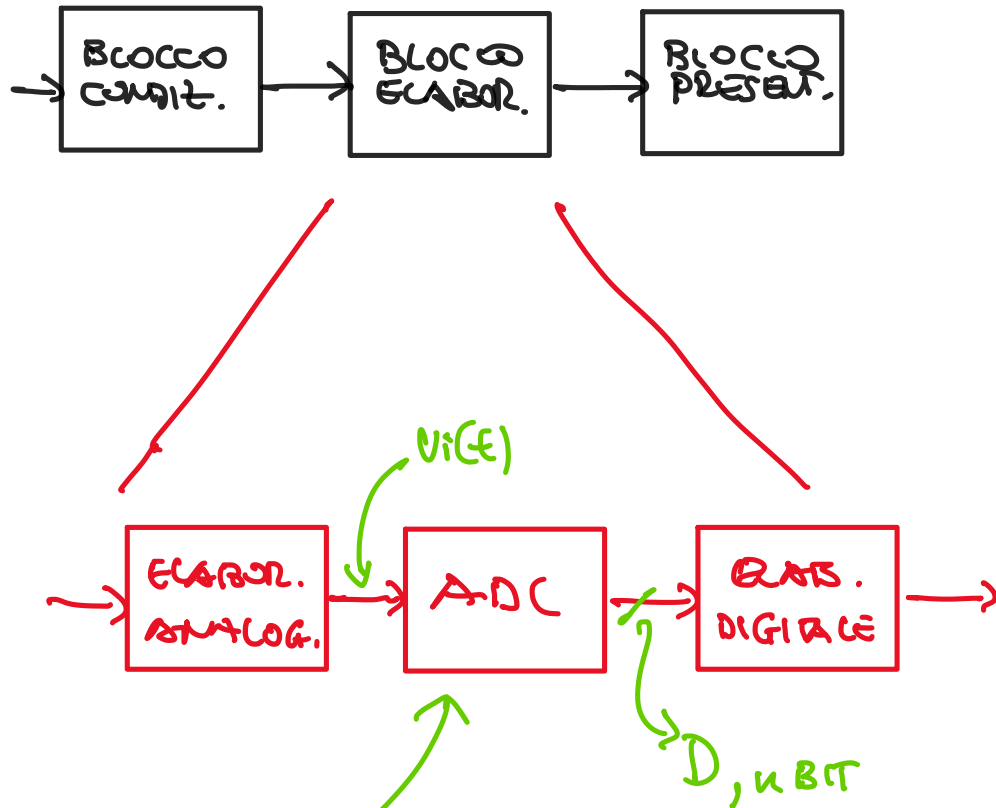 BLOCCO
CONDIZ.
BLOCCO
ELABOR.
BLOCCO
PRESENT.
Vi(t)
ELABOR.
ANALOG.
ADC
ELAB.
DIGITALE
D, n BIT